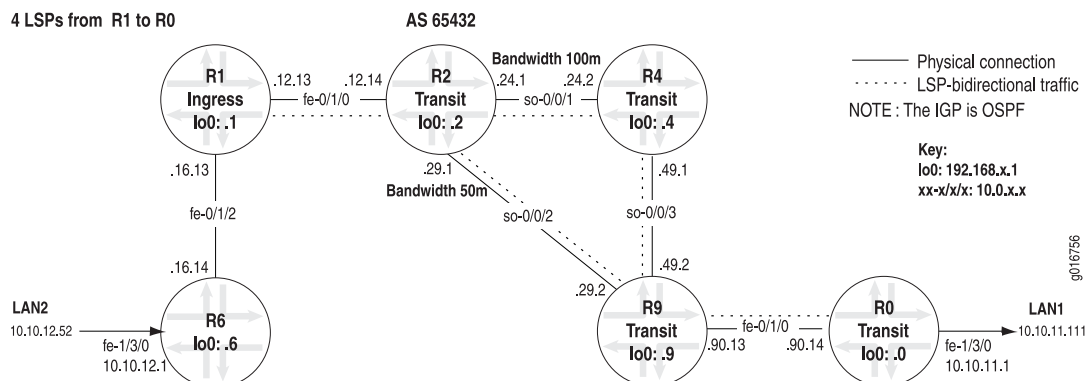 4 LSPs from R1 to R0
AS 65432
R1
Ingress
lo0: .1
.12.13
fe-0/1/0
.12.14
R2
Transit
lo0: .2
Bandwidth 100m
.24.1
.24.2
so-0/0/1
R4
Transit
lo0: .4
Physical connection
LSP-bidirectional traffic
NOTE : The IGP is OSPF
Key:
lo0: 192.168.x.1
xx-x/x/x: 10.0.x.x
.16.13
fe-0/1/2
.16.14
.29.1
Bandwidth 50m
so-0/0/2
.29.2
.49.1
so-0/0/3
.49.2
LAN2
10.10.12.52
fe-1/3/0
10.10.12.1
R6
lo0: .6
R9
Transit
lo0: .9
fe-0/1/0
.90.13
.90.14
R0
Transit
lo0: .0
LAN1
10.10.11.111
fe-1/3/0
10.10.11.1
g016756